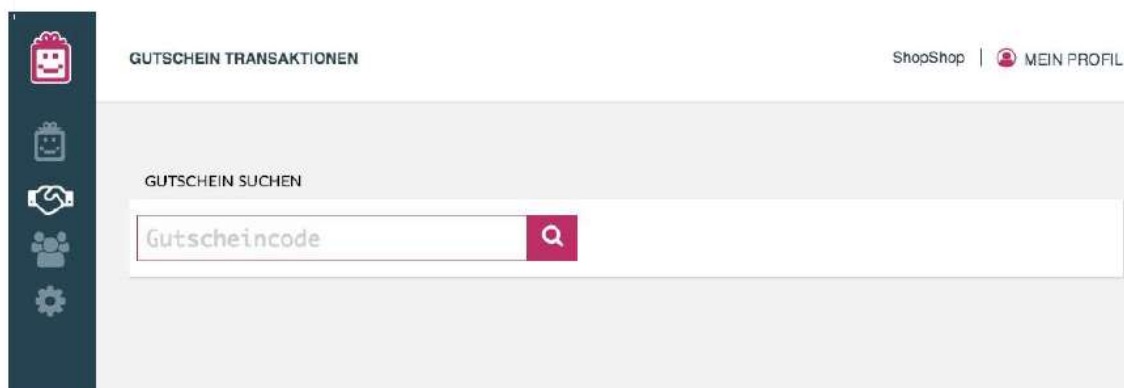 GUTSCHEIN TRANSAKTIONEN
ShopShop | MEIN PROFIL
GUTSCHEIN SUCHEN
Gutscheincode